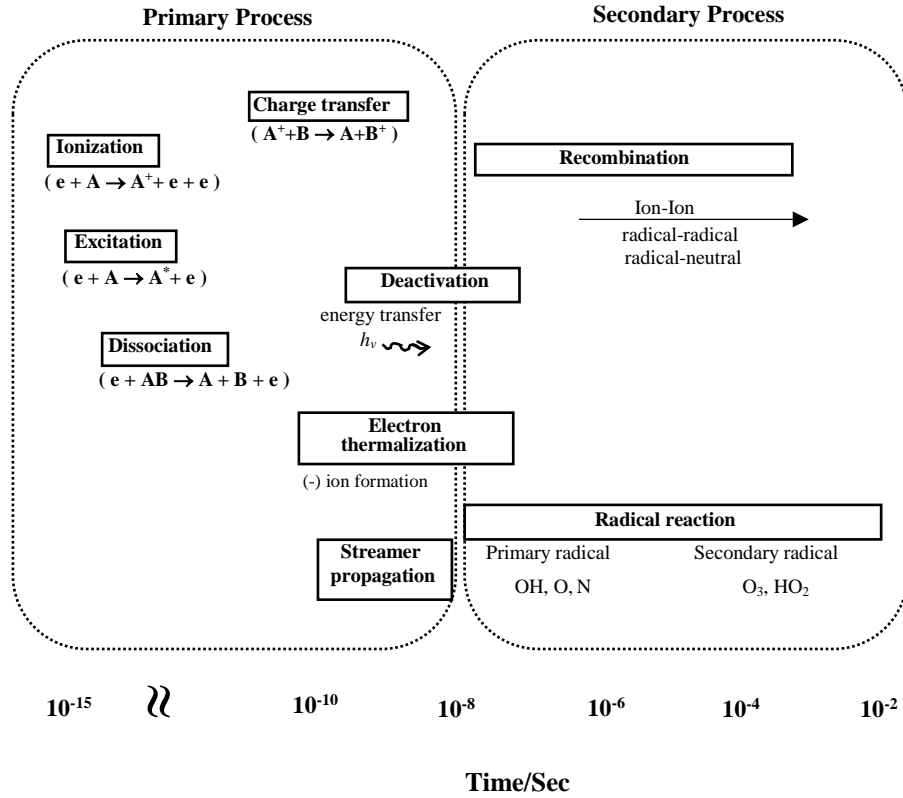 Primary Process
Secondary Process
Charge transfer
( A⁺+B → A+B⁺ )
Ionization
( e + A → A⁺ + e + e )
Excitation
( e + A → A* + e )
Dissociation
( e + AB → A + B + e )
Deactivation
energy transfer
hᵥ
Electron
thermalization
(-) ion formation
Streamer
propagation
Recombination
Ion-Ion
radical-radical
radical-neutral
Radical reaction
Primary radical
Secondary radical
OH, O, N
O₃, HO₂
10⁻¹⁵ 10⁻¹⁰ 10⁻⁸ 10⁻⁶ 10⁻⁴ 10⁻²
Time/Sec